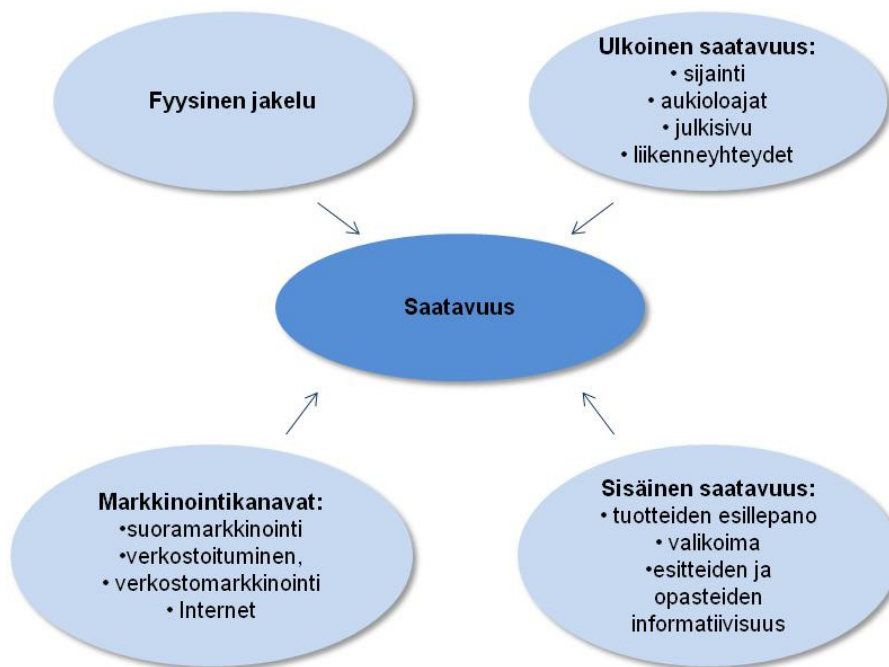 Fyysinen jakelu
Ulkoinen saatavuus:
• sijainti
• aukioloajat
• julkisivu
• liikenneyhteydet
Saatavuus
Markkinointikanavat:
•suoramarkkinointi
•verkostoituminen,
• verkostomarkkinointi
• Internet
Sisäinen saatavuus:
• tuotteiden esillepano
• valikoima
•esitteiden ja
opasteiden
informatiivisuus